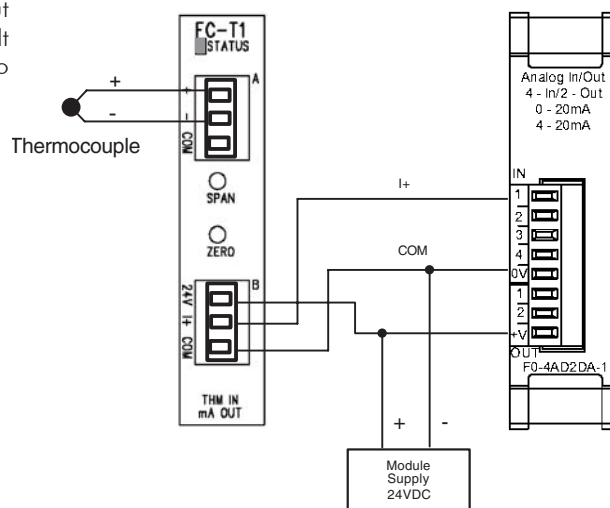 ut
lt
o
FC-T1
STATUS
A
+
-
COM
+
-
Thermocouple
SPAN
ZERO
B
24V
I+
COM
THM IN
mA OUT
I+
COM
+ -
Module
Supply
24VDC
Analog In/Out
4 - In/2 - Out
0 - 20mA
4 - 20mA
IN
1
2
3
4
0V
1
2
+V
OUT
F0-4AD2DA-1